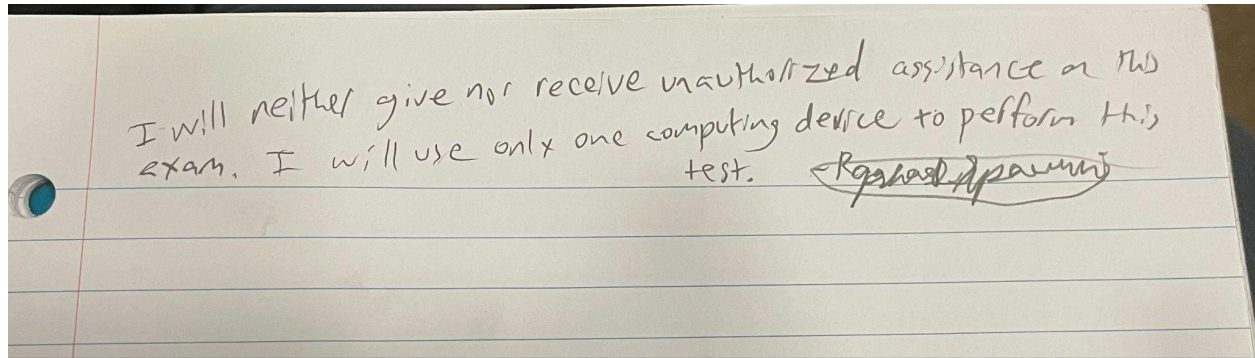 I will neither give nor receive unauthorized assistance on this
exam. I will use only one computing device to perform this
test.